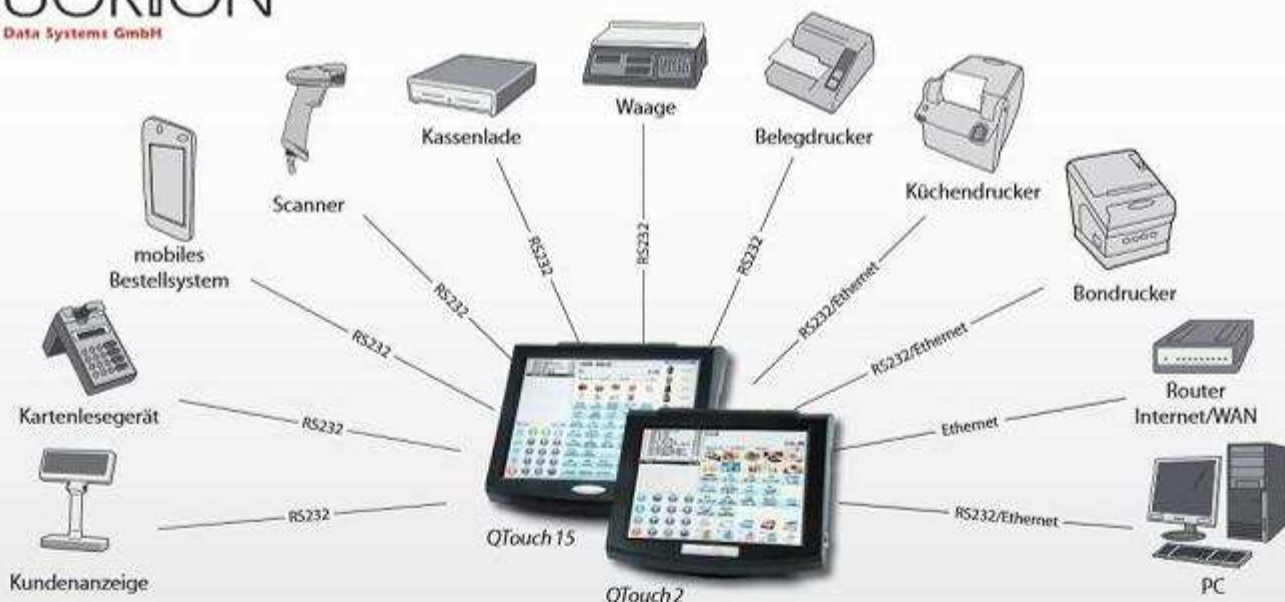 Data Systems GmbH
Waage
Kassenlade
Belegdrucker
Scanner
Küchendrucker
mobiles
Bestellsystem
Bondrucker
Kartenlesegerät
Router
Internet/WAN
Kundenanzeige
PC
RS232
RS232
RS232
RS232
RS232
RS232/Ethernet
RS232/Ethernet
RS232
Ethernet
RS232
RS232/Ethernet
QTouch 15
QTouch 2